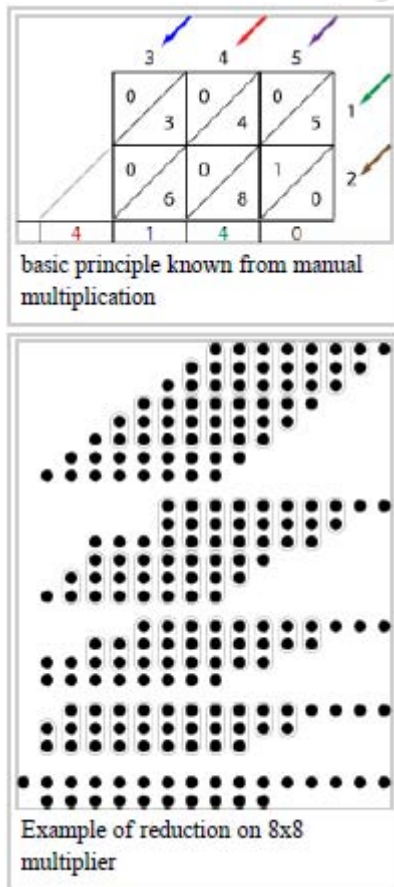 3 4 5
0 0 0 1
3 4 5
0 0 1 2
6 8 0
4 1 4 0
basic principle known from manual
multiplication
Example of reduction on 8x8
multiplier